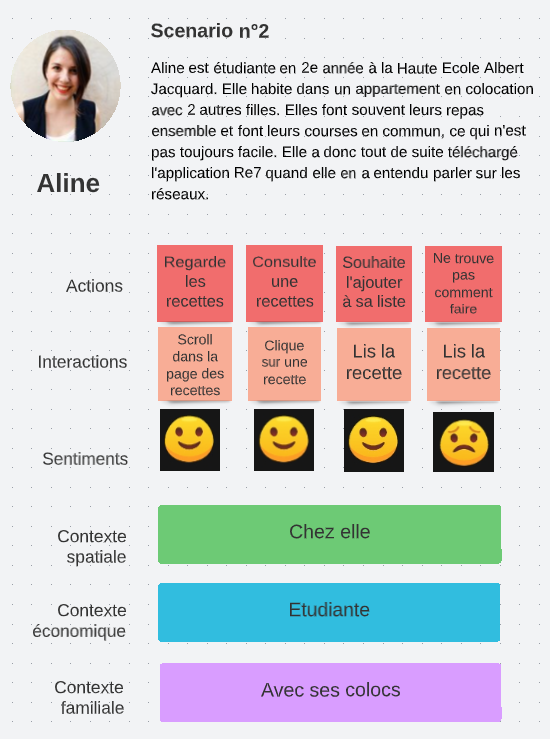 Scenario n°2
Aline est étudiante en 2e année à la Haute Ecole Albert
Jacquard. Elle habite dans un appartement en colocation
avec 2 autres filles. Elles font souvent leurs repas
ensemble et font leurs courses en commun, ce qui n'est
pas toujours facile. Elle a donc tout de suite téléchargé
l'application Re7 quand elle en a entendu parler sur les
réseaux.
Aline
Actions
Regarde
les
recettes
Consulte
une
recettes
Souhaite
l'ajouter
à sa liste
Ne trouve
pas
comment
faire
Interactions
Scroll
dans la
page des
recettes
Clique
sur une
recette
Lis la
recette
Lis la
recette
Sentiments
Contexte
spatiale
Chez elle
Contexte
économique
Etudiante
Contexte
familiale
Avec ses colocs